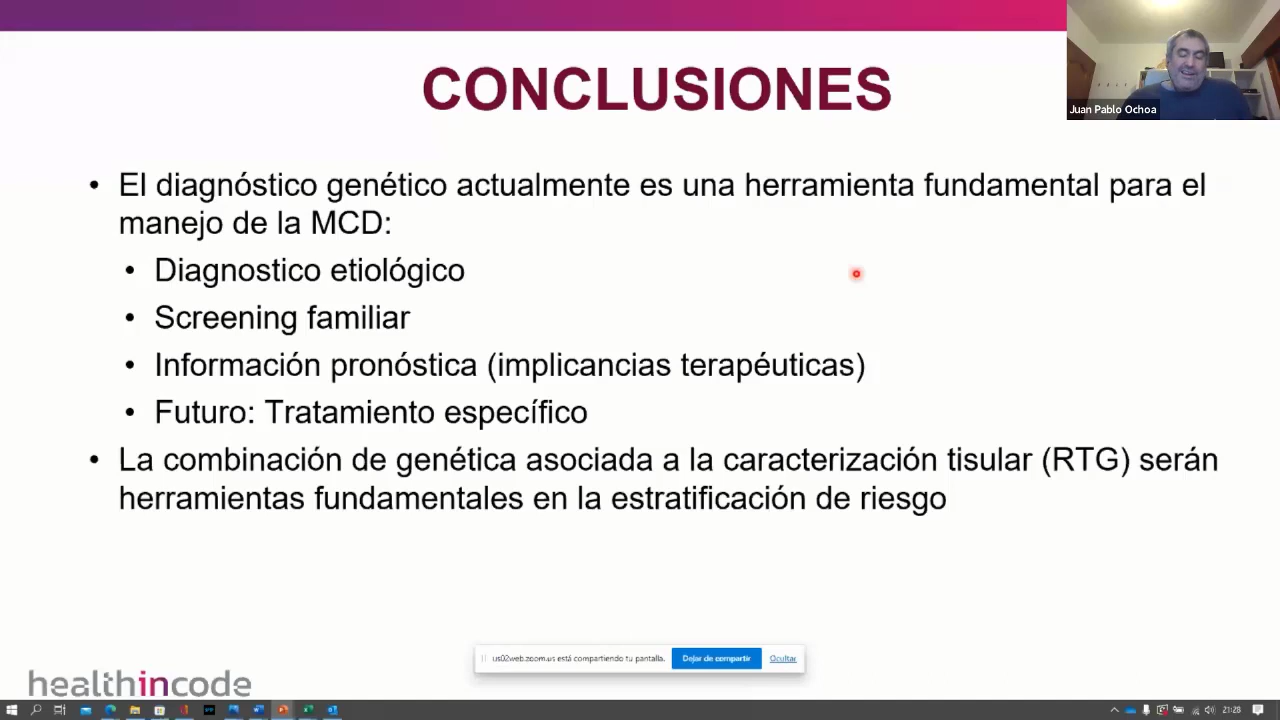 CONCLUSIONES
Juan Pablo Ochoa
• El diagnóstico genético actualmente es una herramienta fundamental para el
manejo de la MCD:
• Diagnostico etiológico
• Screening familiar
• Información pronóstica (implicancias terapéuticas)
• Futuro: Tratamiento específico
• La combinación de genética asociada a la caracterización tisular (RTG) serán
herramientas fundamentales en la estratificación de riesgo
us02web.zoom.us está compartiendo tu pantalla.
Dejar de compartir
Ocultar
healthincode
21:28